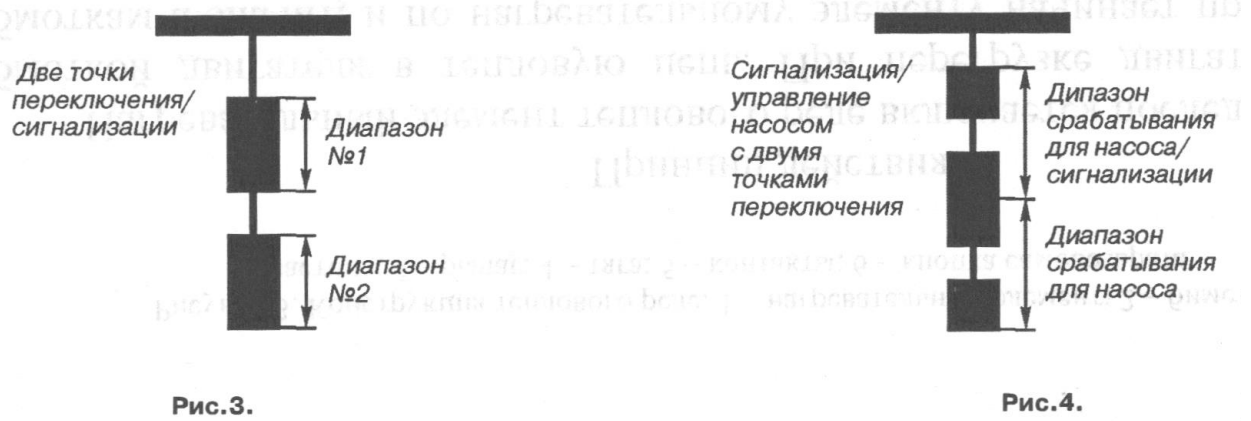 Две точки
переключения/
сигнализации
Диапазон
№1
Диапазон
№2
Рис.3.
Сигнализация/
управление
насосом
с двумя
точками
переключения
Дипазон
срабатывания
для насоса/
сигнализации
Диапазон
срабатывания
для насоса
Рис.4.